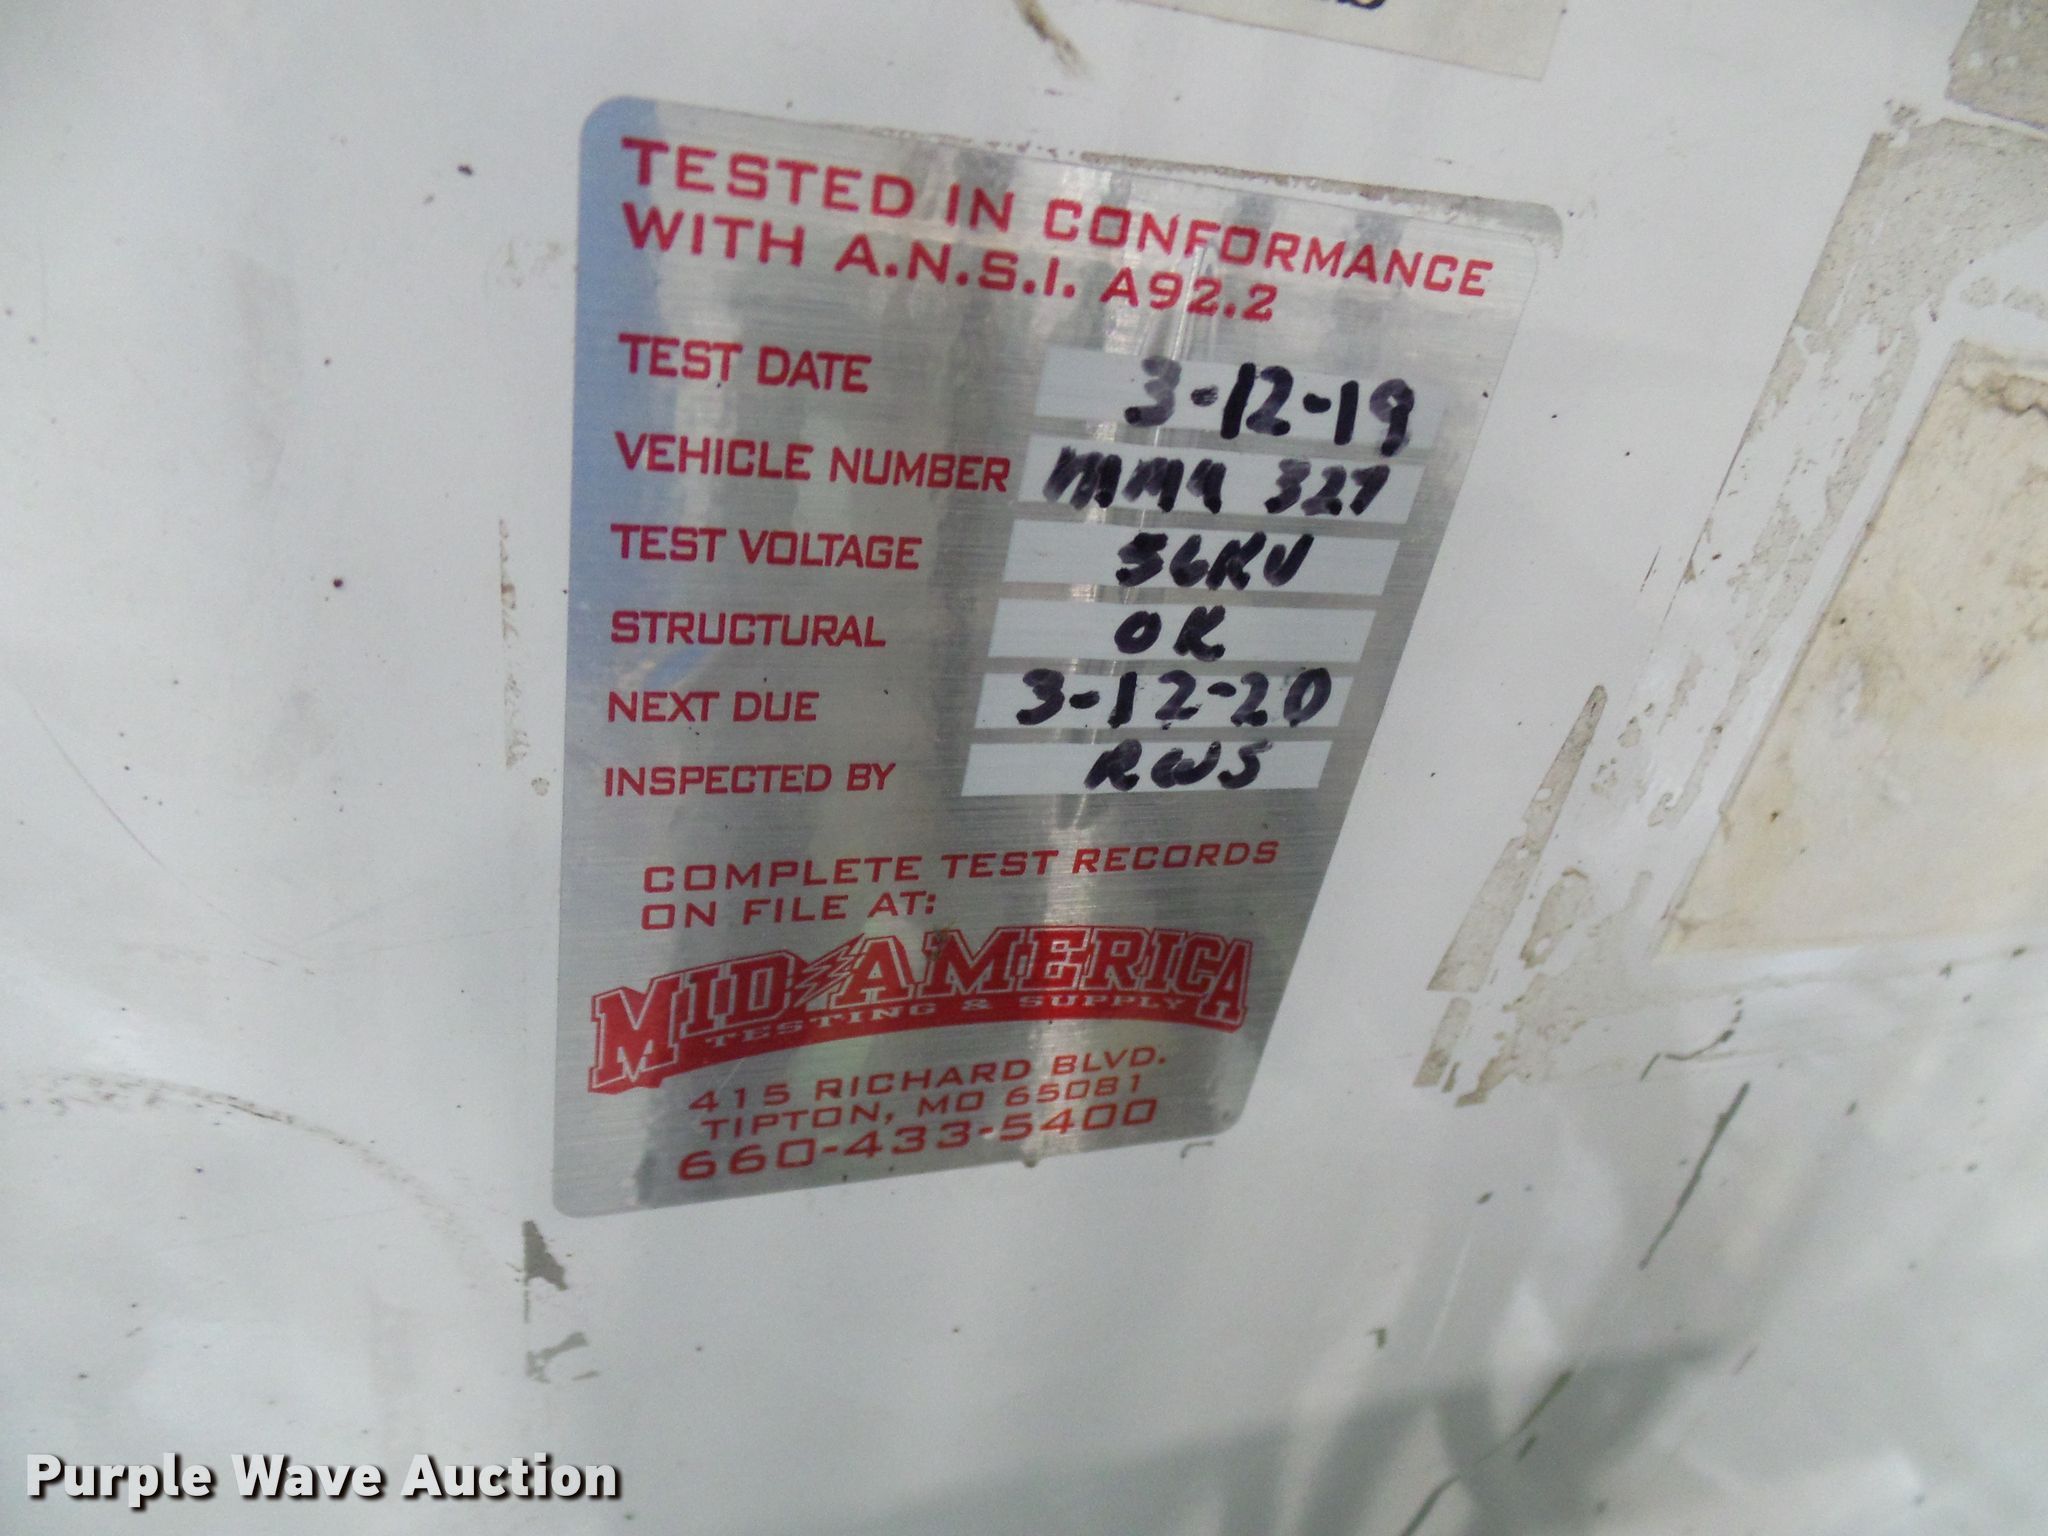 TESTED IN CONFORMANCE
WITH A.N.S.I. A92.2
TEST DATE 3-12-19
VEHICLE NUMBER 327
TEST VOLTAGE 56KV
STRUCTURAL OK
NEXT DUE 3-12-20
INSPECTED BY RWS
COMPLETE TEST RECORDS
ON FILE AT:
MID AMERICA
TESTING & SUPPLY
415 RICHARD BLVD.
TIPTON, MO 65081
660-433-5400
Purple Wave Auction